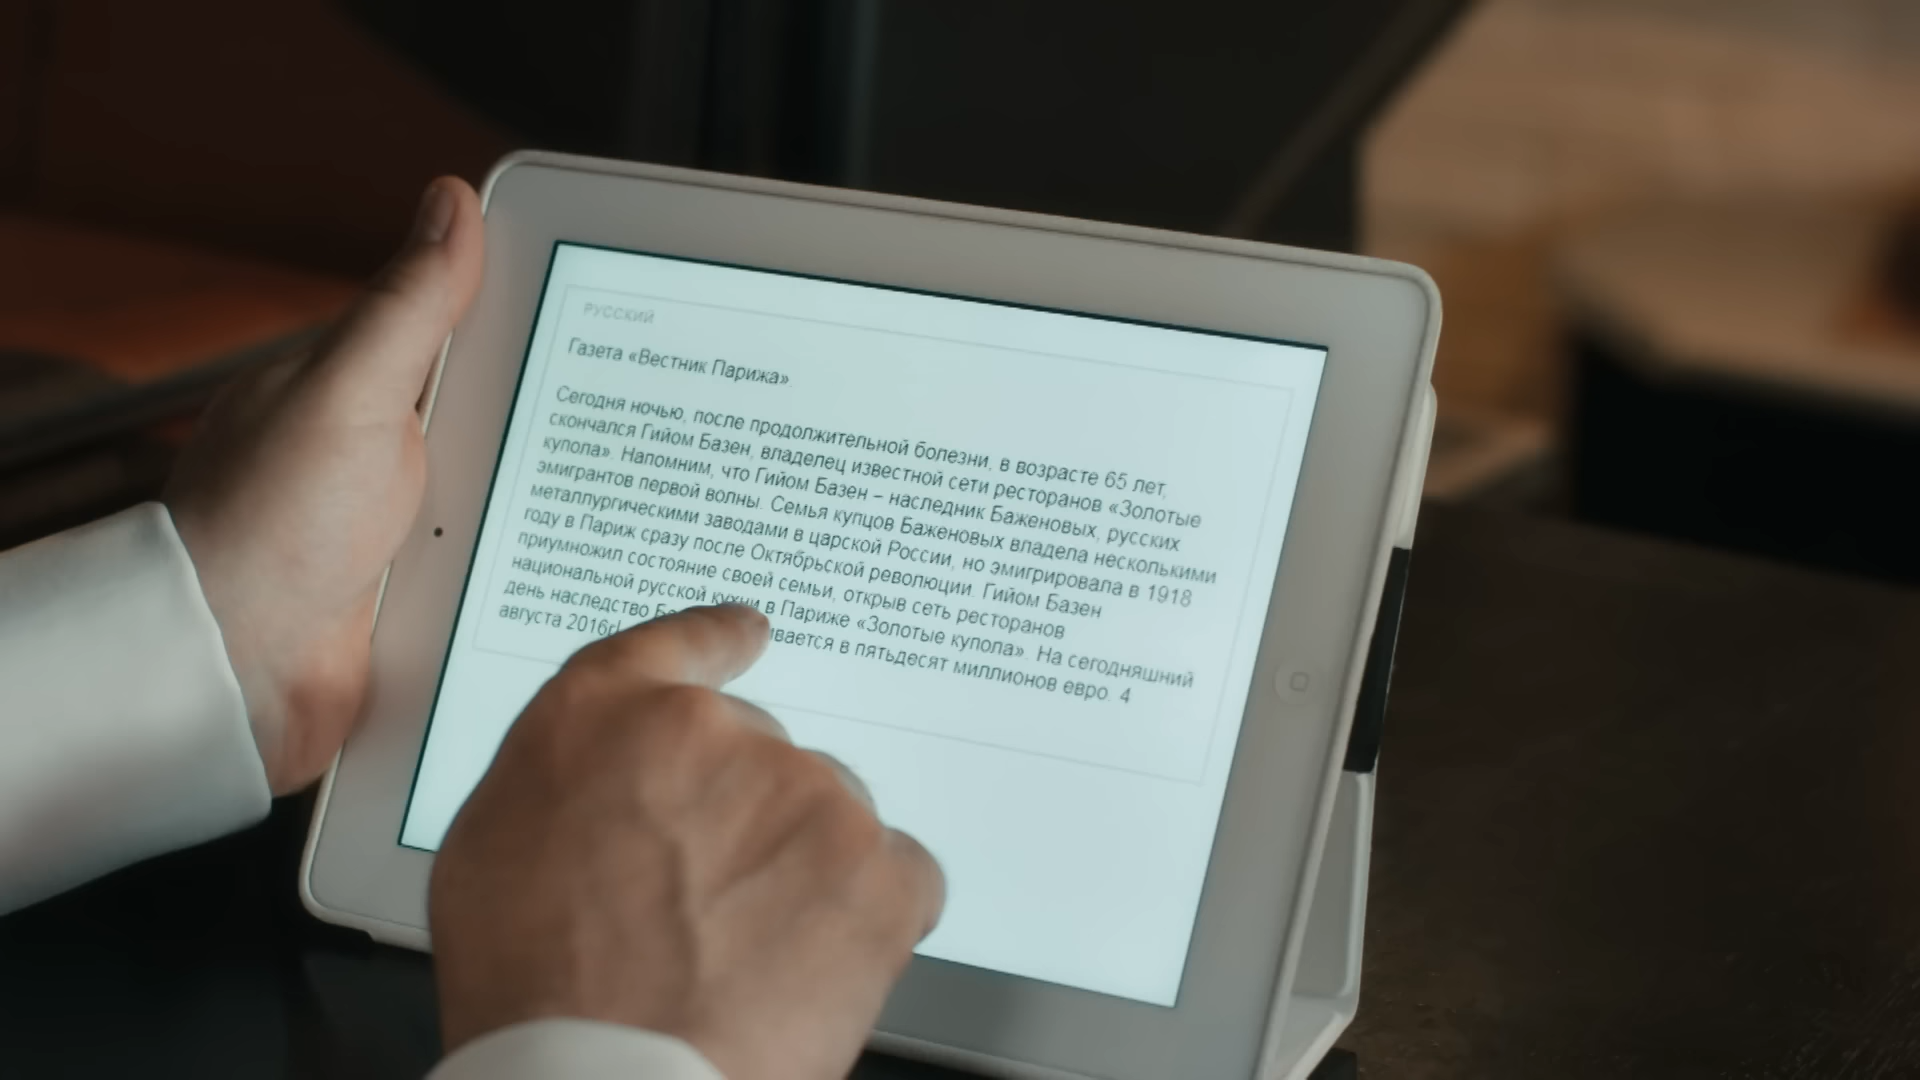 РУССКИЙ
Газета «Вестник Парижа».
Сегодня ночью, после продолжительной болезни, в возрасте 65 лет,
скончался Гийом Базен, владелец известной сети ресторанов «Золотые
купола». Напомним, что Гийом Базен – наследник Баженовых, русских
эмигрантов первой волны. Семья купцов Баженовых владела несколькими
металлургическими заводами в царской России, но эмигрировала в 1918
году в Париж сразу после Октябрьской революции. Гийом Базен
приумножил состояние своей семьи, открыв сеть ресторанов
национальной русской кухни в Париже «Золотые купола». На сегодняшний
день наследство в пятьдесят миллионов евро. 4
августа 2016г